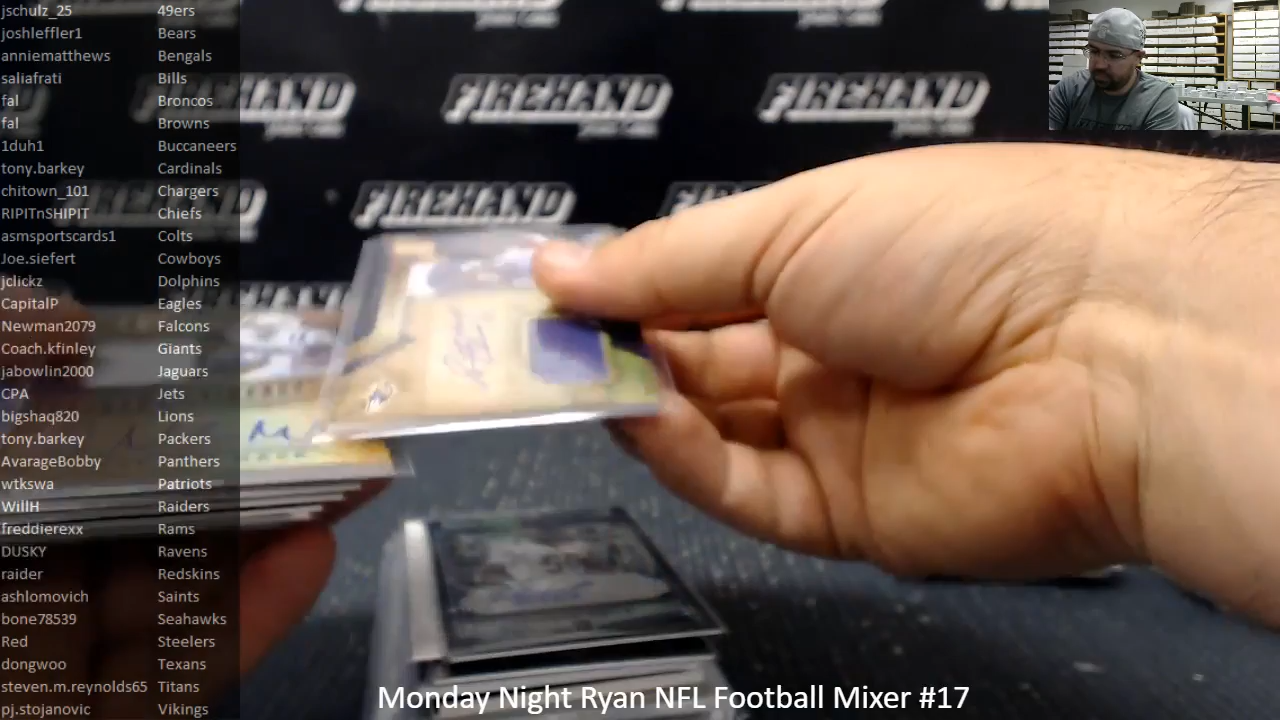 jschulz_25 49ers
joshleffler1 Bears
anniematthews Bengals
saliafrati Bills
fal Broncos
fal Browns
1duh1 Buccaneers
tony.barkey Cardinals
chitown_101 Chargers
RIPITnSHIPIT Chiefs
asmsportscards1 Colts
Joe.siefert Cowboys
jclickz Dolphins
CapitalP Eagles
Newman2079 Falcons
Coach.kfinley Giants
jabowlin2000 Jaguars
CPA Jets
bigshaq820 Lions
tony.barkey Packers
AvarageBobby Panthers
wtkswa Patriots
WillH Raiders
freddierexx Rams
DUSKY Ravens
raider Redskins
ashlomovich Saints
bone78539 Seahawks
Red Steelers
dongwoo Texans
steven.m.reynolds65 Titans
pj.stojanovic Vikings
FIREHAND FIREHAND FIREHAND
FIREHAND
Monday Night Ryan NFL Football Mixer #17